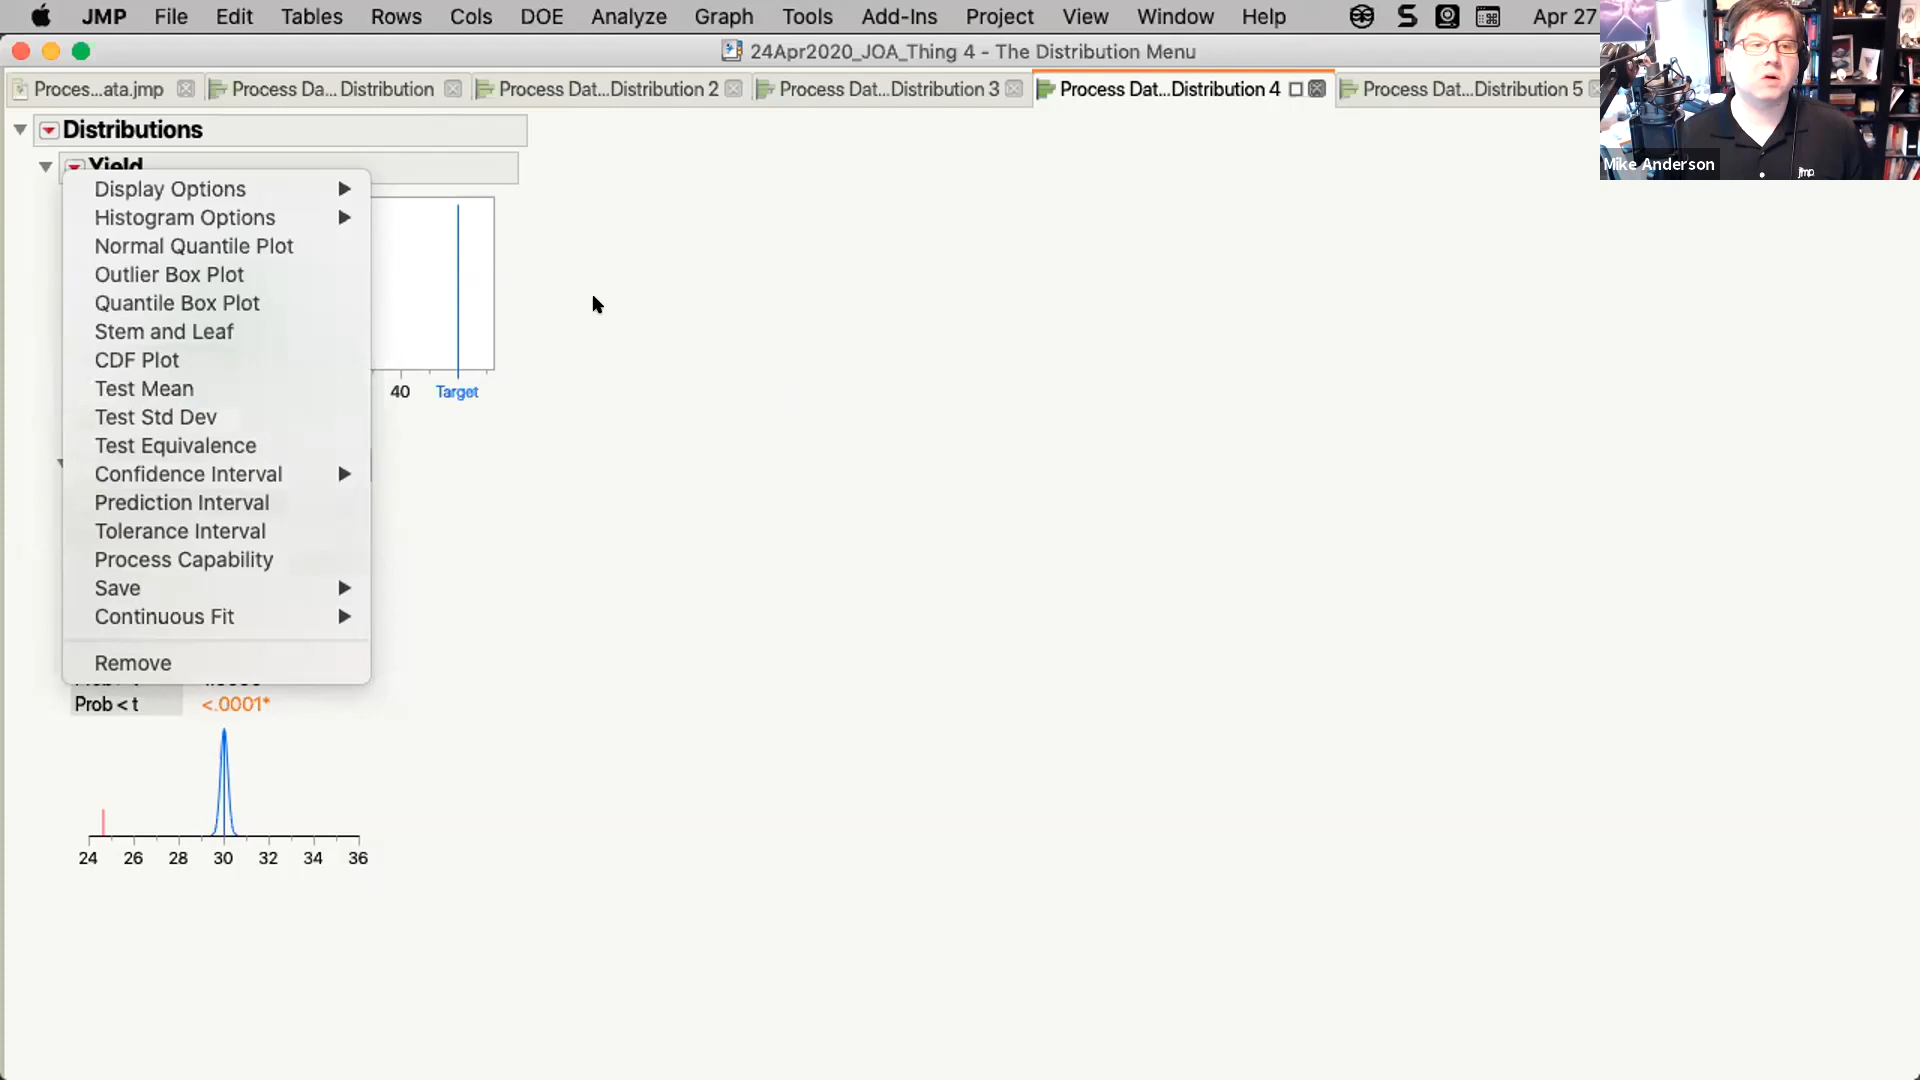 JMP File Edit Tables Rows Cols DOE Analyze Graph Tools Add-Ins Project View Window Help S Apr 27
24Apr2020_JOA_Thing 4 - The Distribution Menu
Proces...ata.jmp Process Da... Distribution Process Dat...Distribution 2 Process Dat...Distribution 3 Process Dat...Distribution 4 Process Dat...Distribution 5
Mike Anderson
jmp
Distributions
Yield
Display Options
Histogram Options
Normal Quantile Plot
Outlier Box Plot
Quantile Box Plot
Stem and Leaf
CDF Plot
Test Mean
40 Target
Test Std Dev
Test Equivalence
Confidence Interval
Prediction Interval
Tolerance Interval
Process Capability
Save
Continuous Fit
Remove
Prob < t <.0001*
24 26 28 30 32 34 36